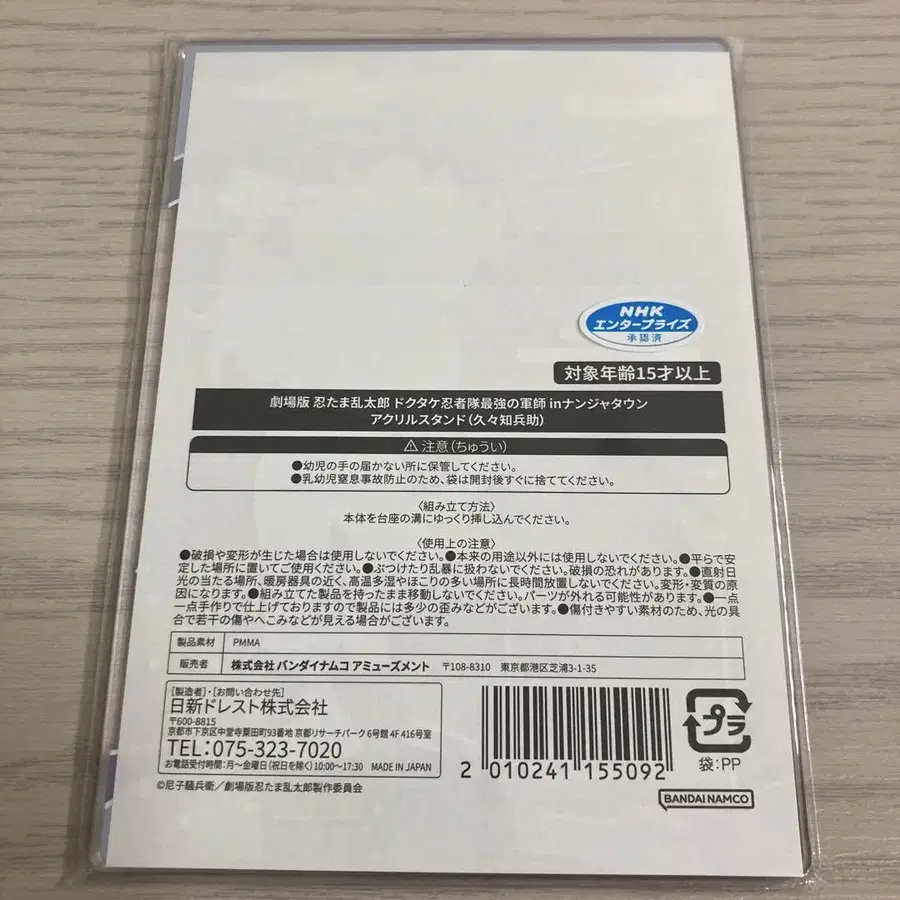 NHK
エンタープライズ
承認済
対象年齢15才以上
劇場版 忍たま乱太郎 ドクタケ忍者隊最強の軍師 inナンジャタウン
アクリルスタンド(久々知兵助)
⚠注意(ちゅうい)
●幼児の手の届かない所に保管してください。
●乳幼児窒息事故防止のため、袋は開封後すぐに捨ててください。
〈組み立て方法〉
本体を台座の溝にゆっくり挿し込んでください。
〈使用上の注意〉
●破損や変形が生じた場合は使用しないでください。●本来の用途以外には使用しないでください。●平らで安
定した場所に置いてご使用ください。●ぶつけたり乱暴に扱わないでください。破損の恐れがあります。●直射日
光の当たる場所、暖房器具の近く、高温多湿やほこりの多い場所に長時間放置しないでください。変形・変質の原
因になります。●組み立てた製品を持ったまま移動しないでください。パーツが外れる可能性があります。●一点
一点手作りで仕上げておりますので製品には多少の歪みなどがございます。●傷付きやすい素材のため、光の具
合で若干の傷やへこみなどが見える場合がございます。
製品素材 PMMA
販売者 株式会社 バンダイナムコ アミューズメント 〒108-8310 東京都港区芝浦3-1-35
[製造者]・[お問い合わせ先]
日新ドレスト株式会社
〒600-8815
京都市下京区中堂寺粟田町93番地 京都リサーチパーク6号館 4F 416号室
TEL:075-323-7020
お電話受付時間:月〜金曜日(祝日を除く)10:00〜17:30 MADE IN JAPAN
©尼子騒兵衛/劇場版忍たま乱太郎製作委員会
2 010241 155092
プラ
袋:PP
BANDAI NAMCO